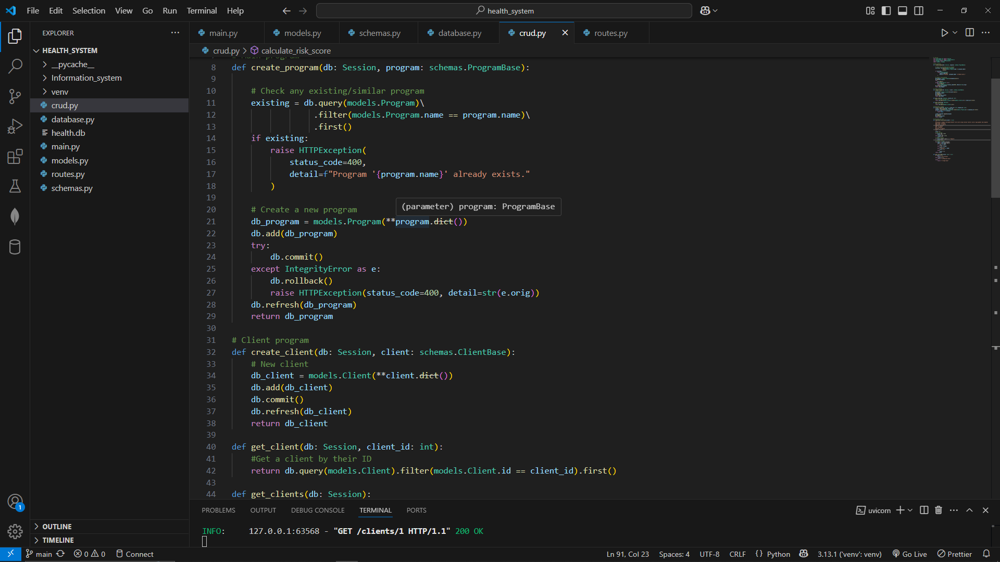 File Edit Selection View Go Run Terminal Help
health_system
EXPLORER
HEALTH_SYSTEM
__pycache__
Information_system
venv
crud.py
database.py
health.db
main.py
models.py
routes.py
schemas.py
OUTLINE
TIMELINE
main.py models.py schemas.py database.py crud.py routes.py
crud.py > calculate_risk_score
8 def create_program(db: Session, program: schemas.ProgramBase):
9
10 # Check any existing/similar program
11 existing = db.query(models.Program)\
12 .filter(models.Program.name == program.name)\
13 .first()
14 if existing:
15 raise HTTPException(
16 status_code=400,
17 detail=f"Program '{program.name}' already exists."
18 )
19
(parameter) program: ProgramBase
20 # Create a new program
21 db_program = models.Program(**program.dict())
22 db.add(db_program)
23 try:
24 db.commit()
25 except IntegrityError as e:
26 db.rollback()
27 raise HTTPException(status_code=400, detail=str(e.orig))
28 db.refresh(db_program)
29 return db_program
30
31 # Client program
32 def create_client(db: Session, client: schemas.ClientBase):
33 # New client
34 db_client = models.Client(**client.dict())
35 db.add(db_client)
36 db.commit()
37 db.refresh(db_client)
38 return db_client
39
40 def get_client(db: Session, client_id: int):
41 #Get a client by their ID
42 return db.query(models.Client).filter(models.Client.id == client_id).first()
43
44 def get_clients(db: Session):
PROBLEMS OUTPUT DEBUG CONSOLE TERMINAL PORTS
uvicorn
INFO: 127.0.0.1:63568 - "GET /clients/1 HTTP/1.1" 200 OK
1
main 0 0 Connect
Ln 91, Col 23 Spaces: 4 UTF-8 CRLF {} Python 3.13.1 ('venv': venv) Go Live Prettier